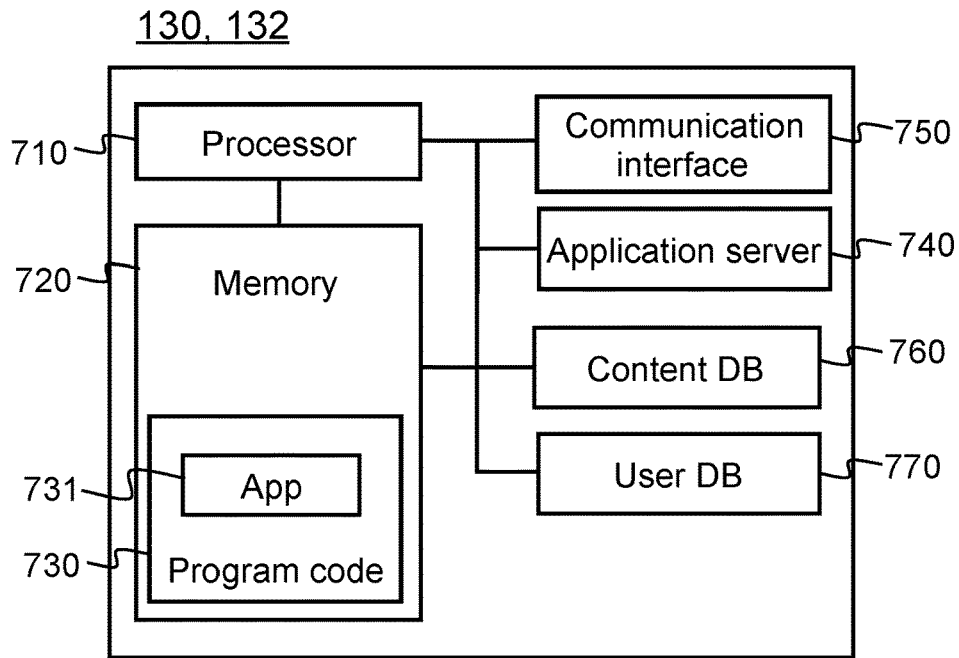 130, 132
710
Processor
Communication
interface
750
Application server
740
720
Memory
Content DB
760
731
App
User DB
770
730
Program code